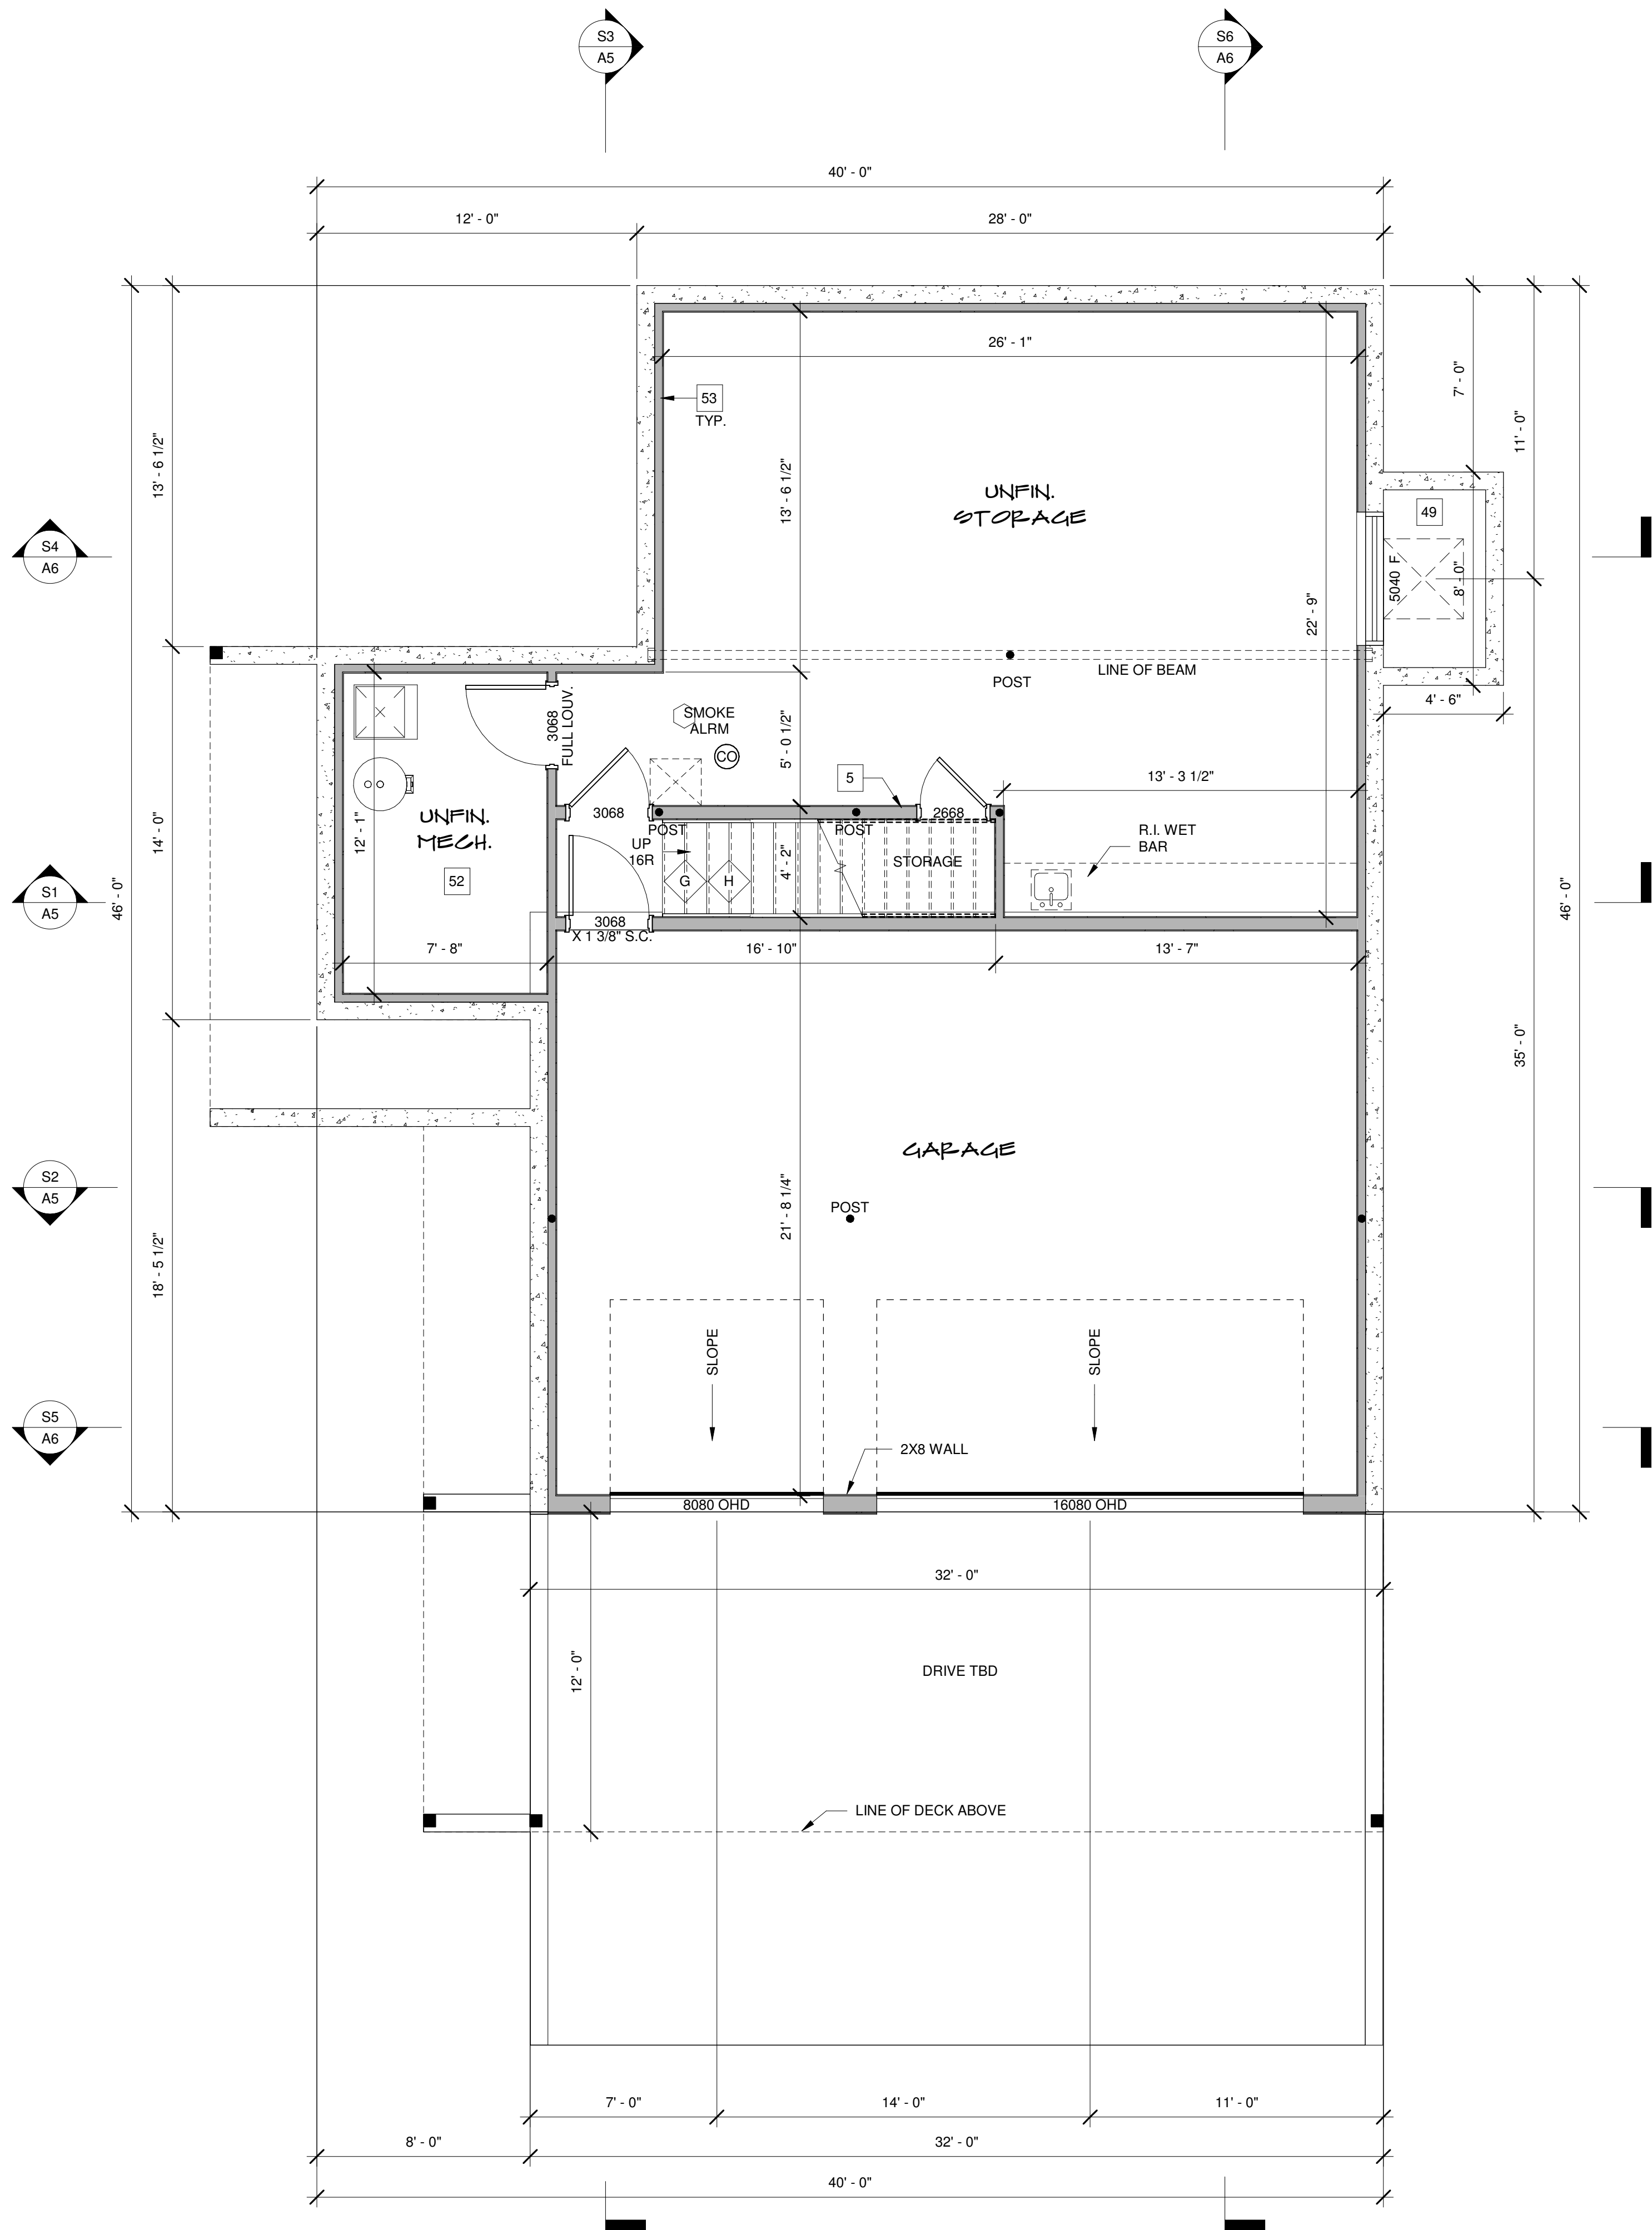 S3
A5
S6
A6
40' - 0"
12' - 0"
28' - 0"
26' - 1"
53
TYP.
7' - 0"
11' - 0"
13' - 6 1/2"
13' - 6 1/2"
UNFIN.
STORAGE
49
S4
A6
5040 F
8' - 0"
22' - 9"
LINE OF BEAM
POST
4' - 6"
3068
FULL LOUV.
SMOKE
ALRM
CO
5' - 0 1/2"
5
13' - 3 1/2"
UNFIN.
MECH.
12' - 1"
14' - 0"
3068
POST
POST
2668
R.I. WET
BAR
UP
16R
4' - 2"
STORAGE
G
H
52
S1
A5
46' - 0"
46' - 0"
3068
X 1 3/8" S.C.
7' - 8"
16' - 10"
13' - 7"
35' - 0"
GARAGE
S2
A5
21' - 8 1/4"
POST
18' - 5 1/2"
SLOPE
SLOPE
S5
A6
2X8 WALL
8080 OHD
16080 OHD
32' - 0"
12' - 0"
DRIVE TBD
LINE OF DECK ABOVE
7' - 0"
14' - 0"
11' - 0"
8' - 0"
32' - 0"
40' - 0"